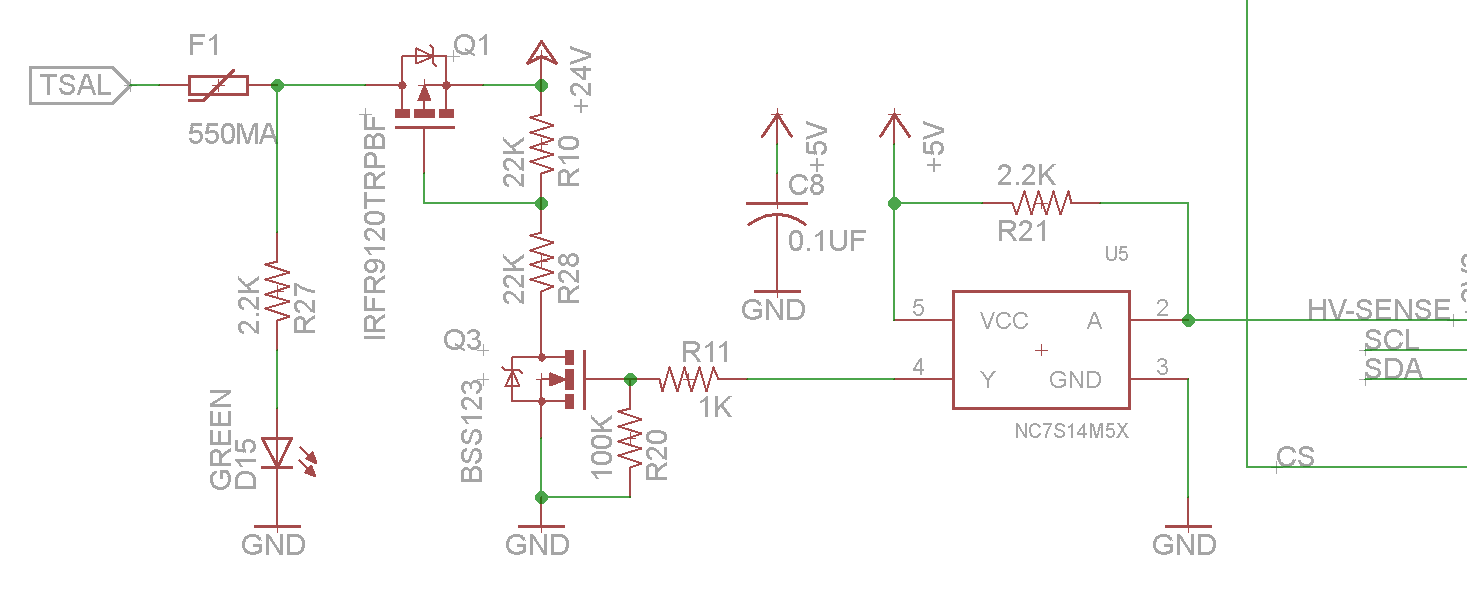 F1
Q1
TSAL
+24V
550MA
IRFR9120TRPBF
22K
R10
+5V
C8
0.1UF
GND
+5V
2.2K
R21
U5
2.2K
R27
22K
R28
5
VCC
A
2
HV-SENSE
Q3
BSS123
R11
1K
4
Y
GND
3
SCL
SDA
100K
R20
NC7S14M5X
GREEN
D15
CS
GND
GND
GND